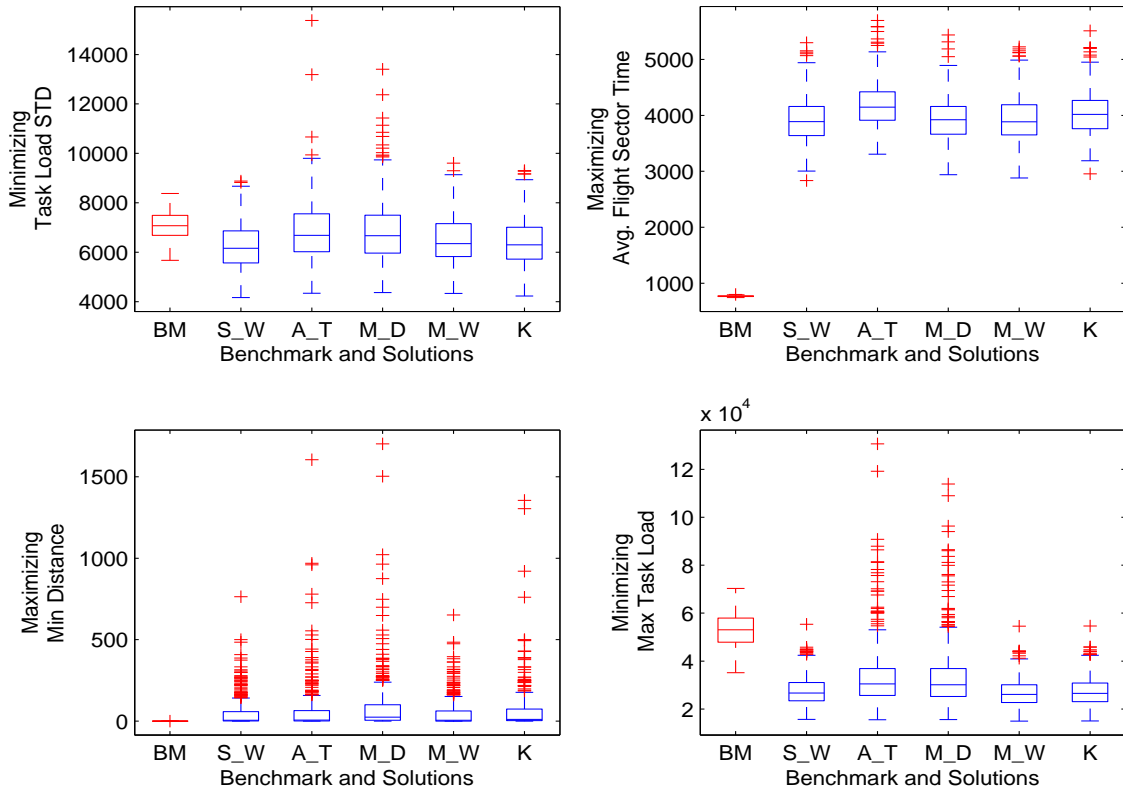 Minimizing
Task Load STD
14000
12000
10000
8000
6000
4000
BM S_W A_T M_D M_W K
Benchmark and Solutions
Maximizing
Avg. Flight Sector Time
5000
4000
3000
2000
1000
BM S_W A_T M_D M_W K
Benchmark and Solutions
Maximizing
Min Distance
1500
1000
500
0
BM S_W A_T M_D M_W K
Benchmark and Solutions
x 10^4
Minimizing
Max Task Load
12
10
8
6
4
2
BM S_W A_T M_D M_W K
Benchmark and Solutions